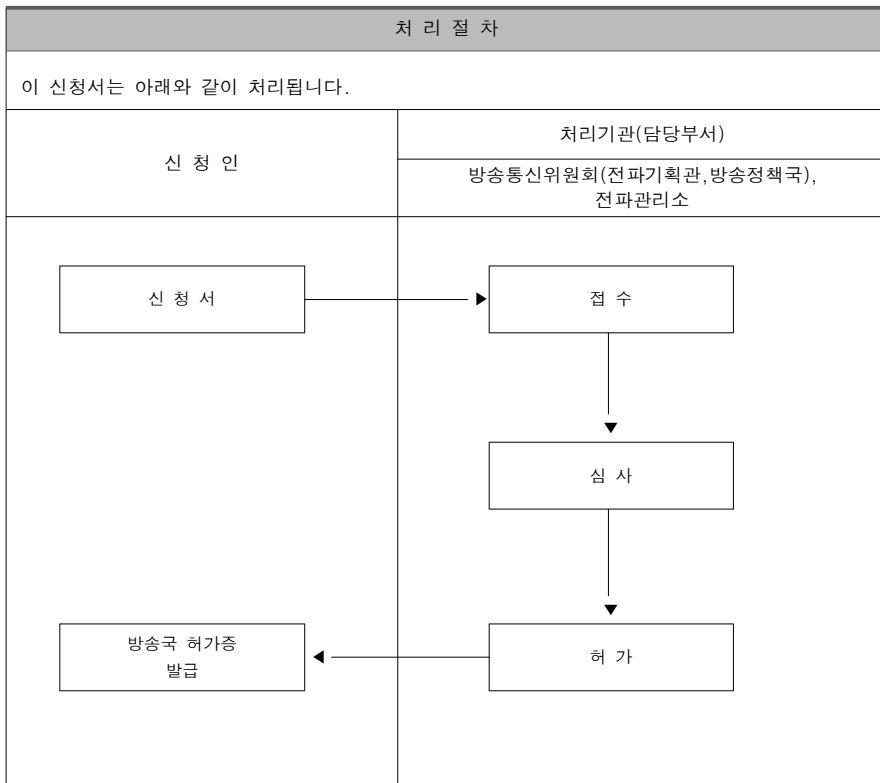 처 리 절 차
이 신청서는 아래와 같이 처리됩니다.
신 청 인
처리기관(담당부서)
방송통신위원회(전파기획관,방송정책국),
전파관리소
신 청 서
접 수
심 사
방송국 허가증
발급
허 가